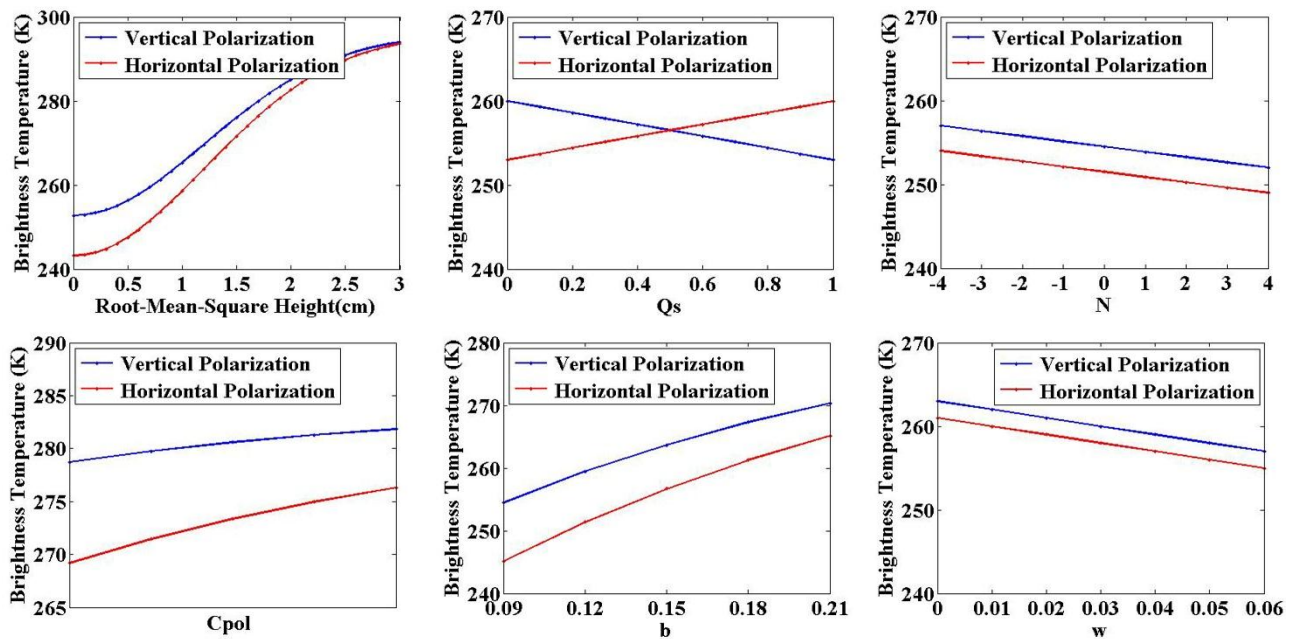 300
290
280
260
240
Brightness Temperature (K)
Vertical Polarization
Horizontal Polarization
0 0.5 1 1.5 2 2.5 3
Root-Mean-Square Height(cm)
270
260
250
240
Brightness Temperature (K)
Vertical Polarization
Horizontal Polarization
0 0.2 0.4 0.6 0.8 1
Qs
270
260
250
240
Brightness Temperature (K)
Vertical Polarization
Horizontal Polarization
-4 -3 -2 -1 0 1 2 3 4
N
290
285
280
275
270
265
Brightness Temperature (K)
Vertical Polarization
Horizontal Polarization
Cpol
280
270
260
250
240
Brightness Temperature (K)
Vertical Polarization
Horizontal Polarization
0.09 0.12 0.15 0.18 0.21
b
270
260
250
240
Brightness Temperature (K)
Vertical Polarization
Horizontal Polarization
0 0.01 0.02 0.03 0.04 0.05 0.06
w